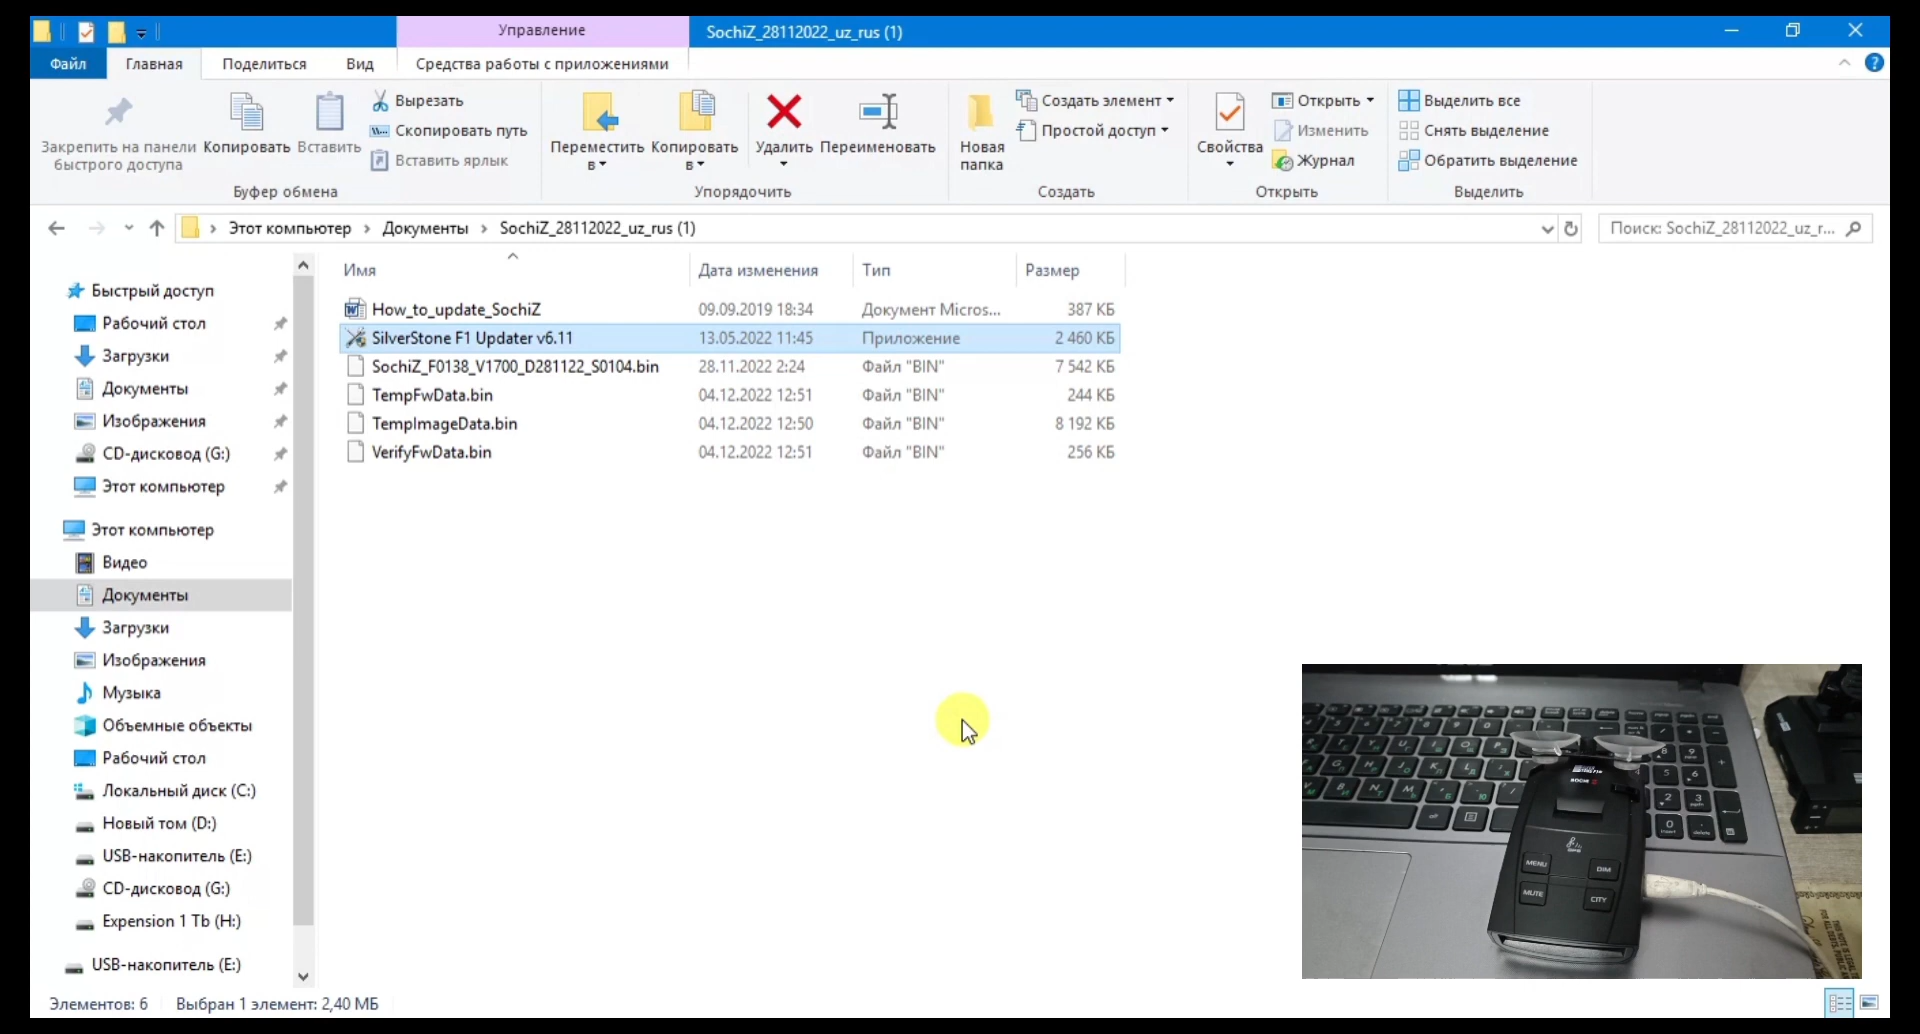 Управление
SochiZ_28112022_uz_rus (1)
Файл
Главная
Поделиться
Вид
Средства работы с приложениями
Закрепить на панели быстрого доступа
Копировать
Вставить
Вырезать
Скопировать путь
Вставить ярлык
Буфер обмена
Переместить в
Копировать в
Удалить
Переименовать
Упорядочить
Новая папка
Создать элемент
Простой доступ
Создать
Свойства
Открыть
Изменить
Журнал
Открыть
Выделить все
Снять выделение
Обратить выделение
Выделить
Этот компьютер › Документы › SochiZ_28112022_uz_rus (1)
Поиск: SochiZ_28112022_uz_r...
Быстрый доступ
Рабочий стол
Загрузки
Документы
Изображения
CD-дисковод (G:)
Этот компьютер
Этот компьютер
Видео
Документы
Загрузки
Изображения
Музыка
Объемные объекты
Рабочий стол
Локальный диск (C:)
Новый том (D:)
USB-накопитель (E:)
CD-дисковод (G:)
Expension 1 Tb (H:)
USB-накопитель (E:)
Имя Дата изменения Тип Размер
How_to_update_SochiZ 09.09.2019 18:34 Документ Micros... 387 КБ
SilverStone F1 Updater v6.11 13.05.2022 11:45 Приложение 2 460 КБ
SochiZ_F0138_V1700_D281122_S0104.bin 28.11.2022 2:24 Файл "BIN" 7 542 КБ
TempFwData.bin 04.12.2022 12:51 Файл "BIN" 244 КБ
TempImageData.bin 04.12.2022 12:50 Файл "BIN" 8 192 КБ
VerifyFwData.bin 04.12.2022 12:51 Файл "BIN" 256 КБ
MENU
DIM
MUTE
CITY
GPS
Элементов: 6 Выбран 1 элемент: 2,40 МБ